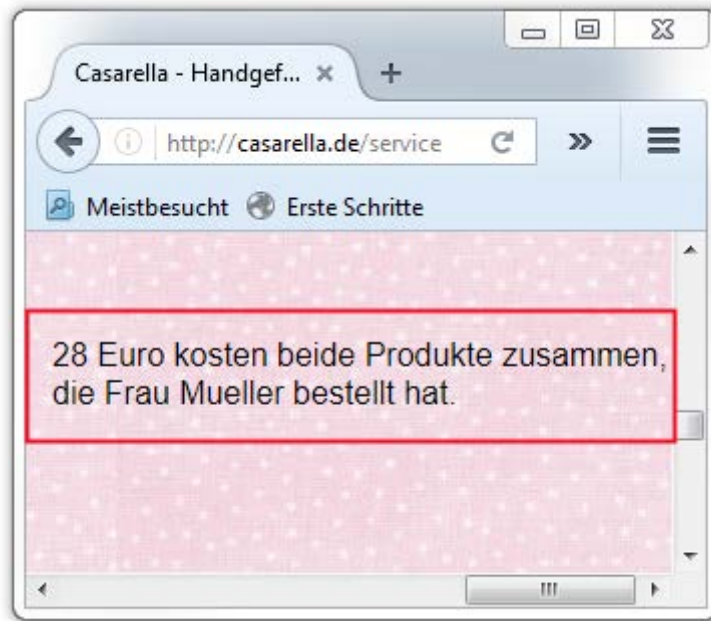 Casarella - Handgef...
http://casarella.de/service
Meistbesucht Erste Schritte
28 Euro kosten beide Produkte zusammen,
die Frau Mueller bestellt hat.